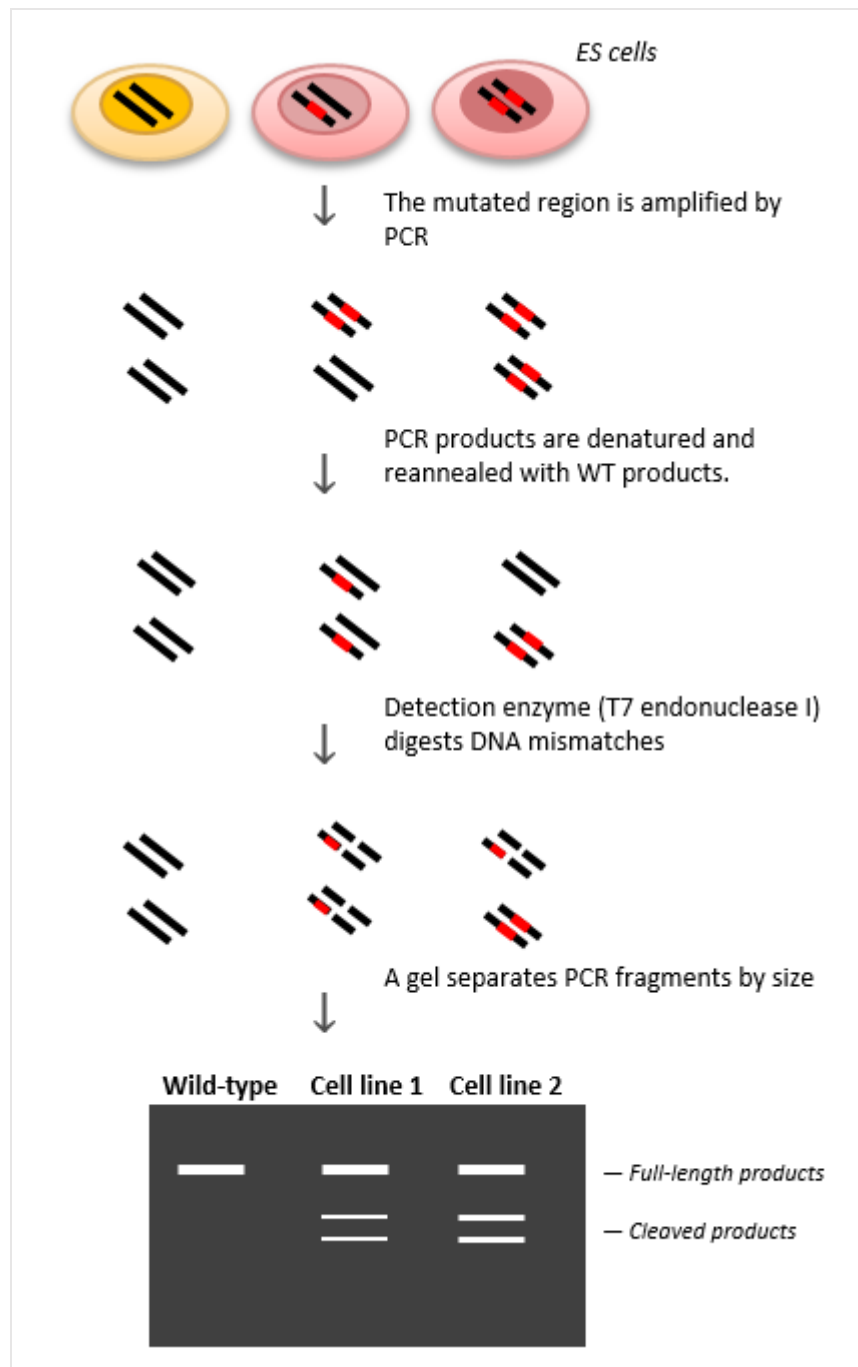 ES cells
The mutated region is amplified by
PCR
PCR products are denatured and
reannealed with WT products.
Detection enzyme (T7 endonuclease I)
digests DNA mismatches
A gel separates PCR fragments by size
Wild-type Cell line 1 Cell line 2
— Full-length products
— Cleaved products